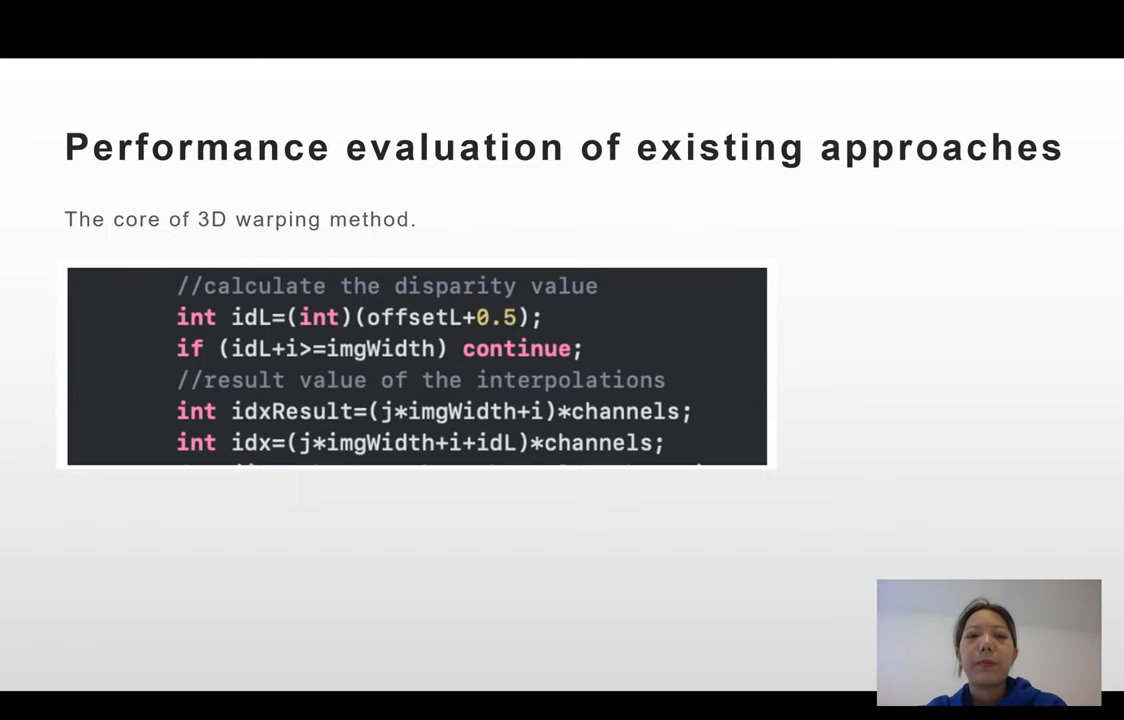 Performance evaluation of existing approaches
The core of 3D warping method.
//calculate the disparity value
int idL=(int)(offsetL+0.5);
if (idL+i>=imgWidth) continue;
//result value of the interpolations
int idxResult=(j*imgWidth+i)*channels;
int idx=(j*imgWidth+i+idL)*channels;